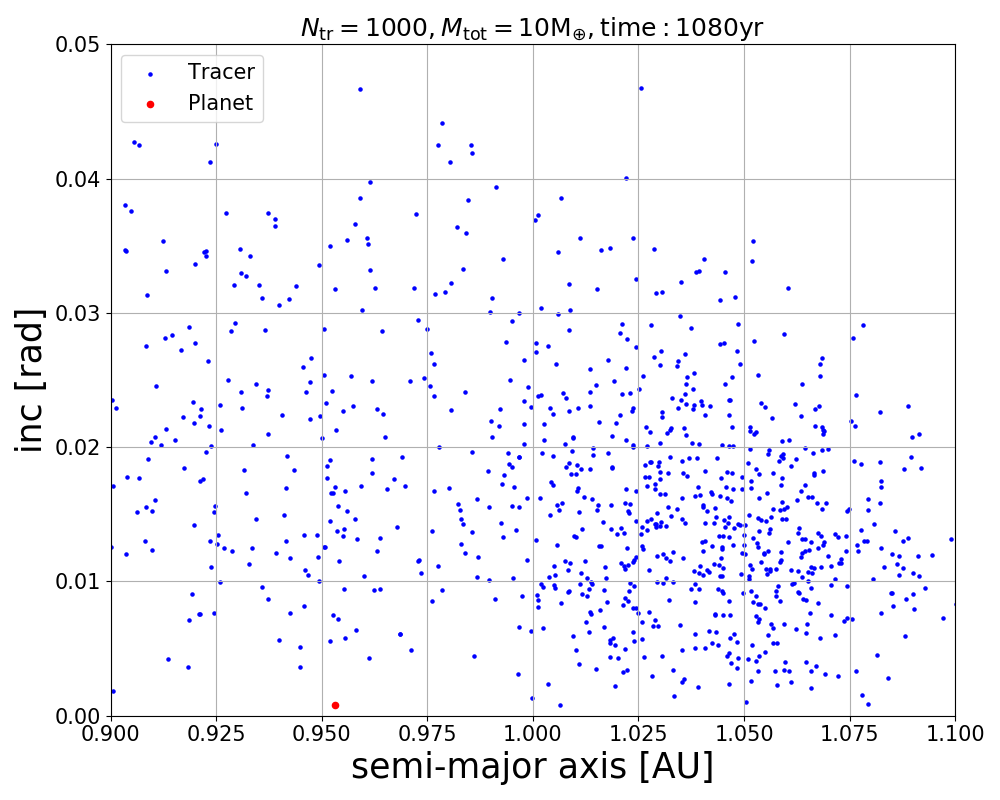 N_tr = 1000, M_tot = 10M_⊕, time : 1080yr
Tracer
Planet
0.05
0.04
0.03
0.02
0.01
0.00
inc [rad]
0.900 0.925 0.950 0.975 1.000 1.025 1.050 1.075 1.100
semi-major axis [AU]